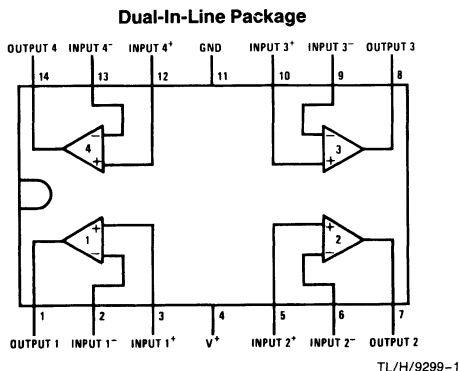 Dual-In-Line Package
OUTPUT 4 INPUT 4⁻ INPUT 4⁺ GND INPUT 3⁺ INPUT 3⁻ OUTPUT 3
14 13 12 11 10 9 8
− −
4 3
+ +
+ +
1 2
− −
1 2 3 4 5 6 7
OUTPUT 1 INPUT 1⁻ INPUT 1⁺ V⁺ INPUT 2⁺ INPUT 2⁻ OUTPUT 2
TL/H/9299–1